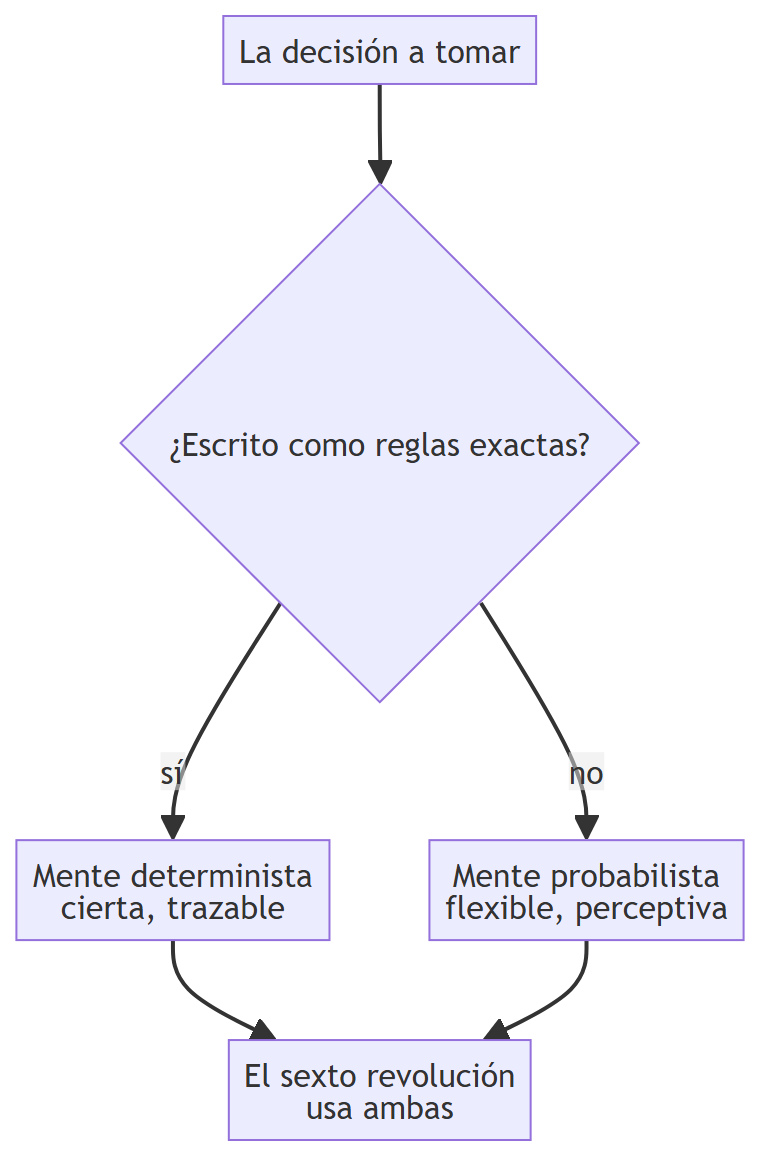 La decisión a tomar
¿Escrito como reglas exactas?
sí
no
Mente determinista
cierta, trazable
Mente probabilista
flexible, perceptiva
El sexto revolución
usa ambas